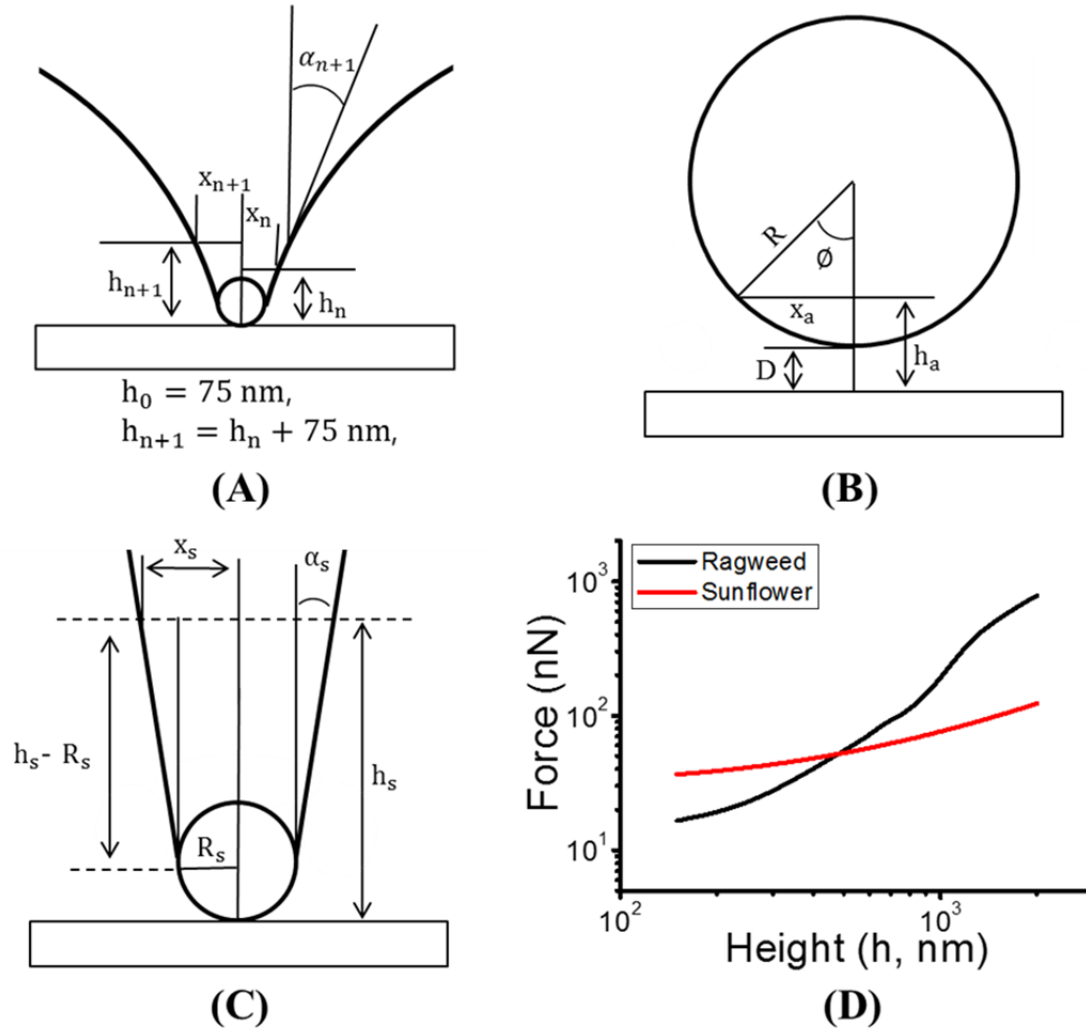 α_{n+1}
x_{n+1}
x_n
h_{n+1}
h_n
h_0 = 75 nm,
h_{n+1} = h_n + 75 nm,
(A)
R
Ø
x_a
D
h_a
(B)
x_s
α_s
h_s- R_s
h_s
R_s
(C)
Ragweed
Sunflower
10^3
10^2
10^1
Force (nN)
10^2
10^3
Height (h, nm)
(D)